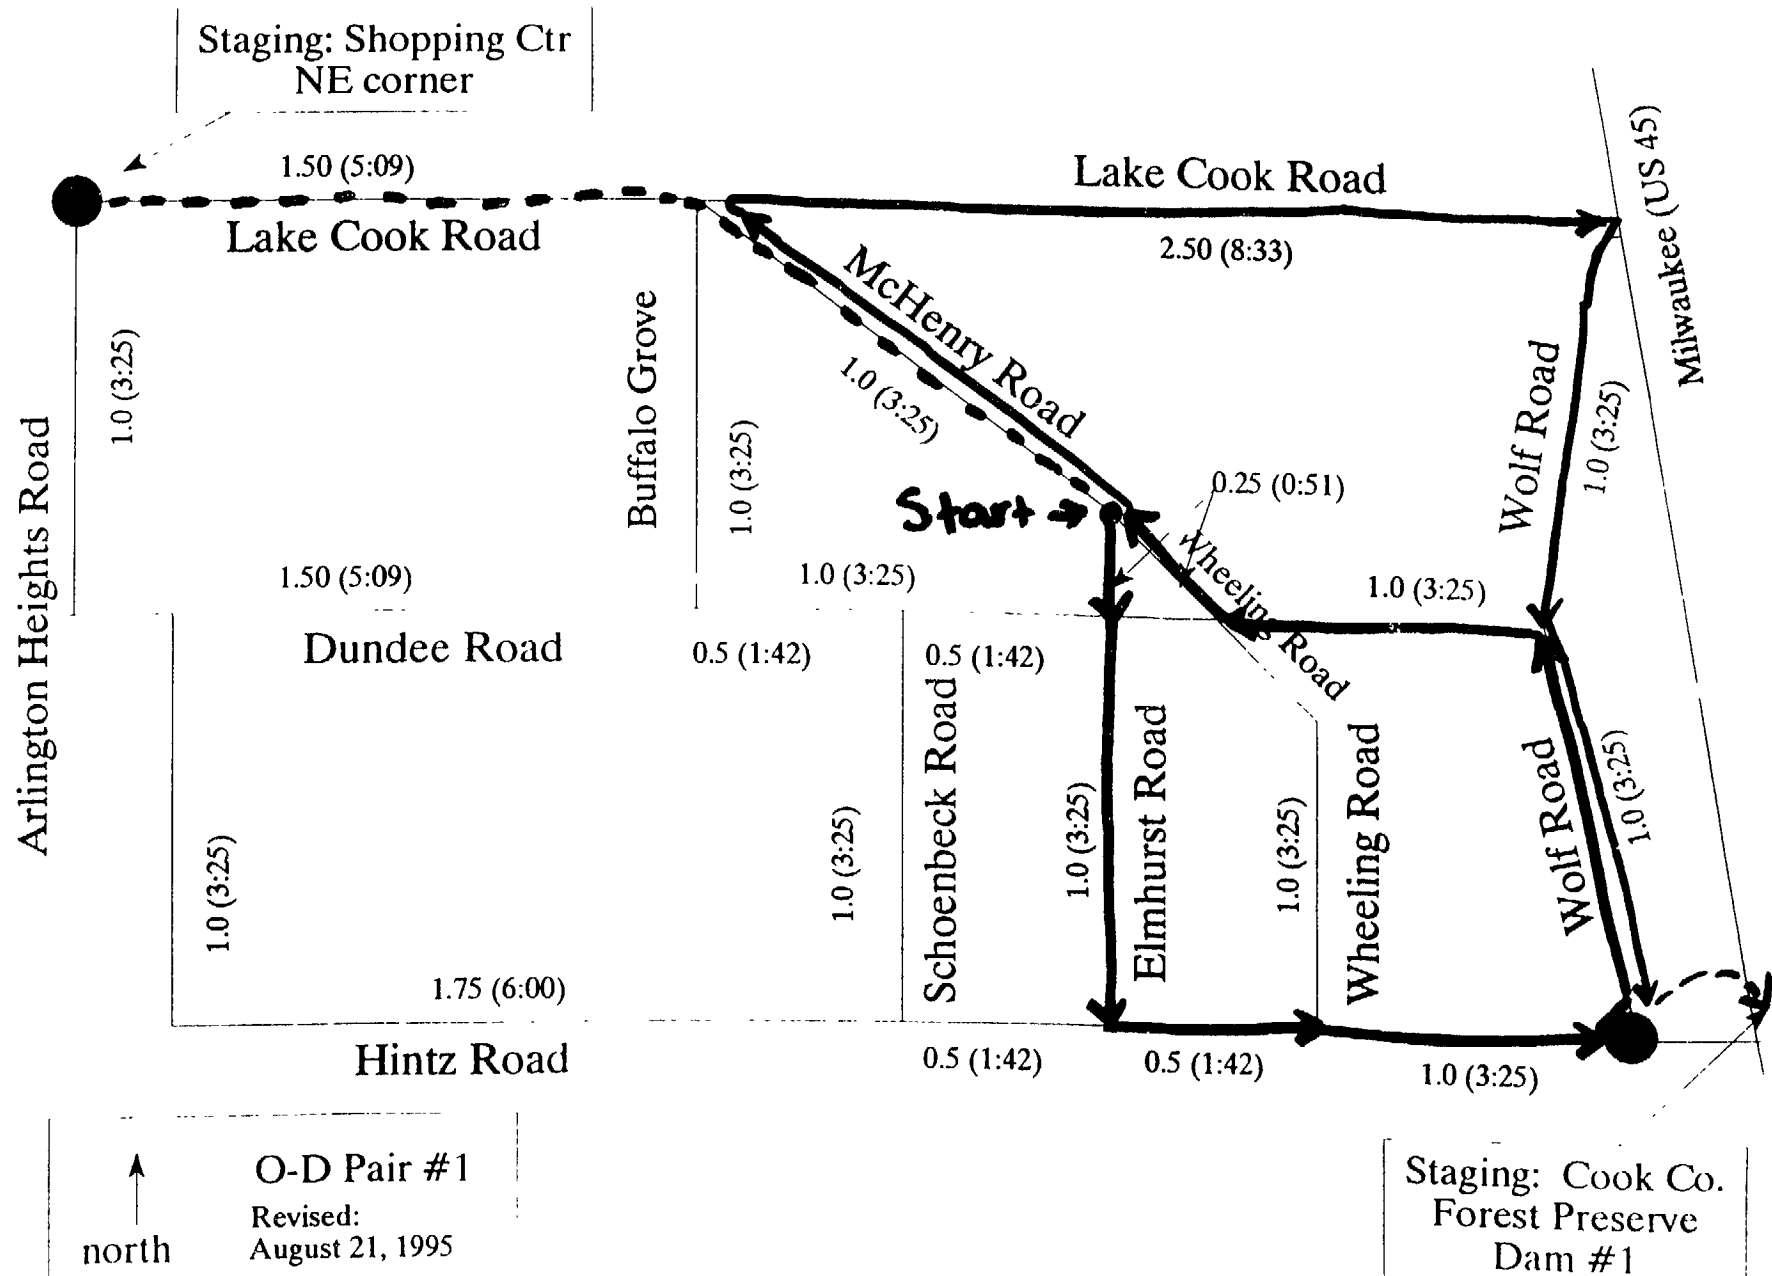 Staging: Shopping Ctr
NE corner
1.50 (5:09)
Lake Cook Road
Lake Cook Road
2.50 (8:33)
Milwaukee (US 45)
McHenry Road
1.0 (3:25)
Buffalo Grove
1.0 (3:25)
1.0 (3:25)
Arlington Heights Road
Wolf Road
1.0 (3:25)
Start
0.25 (0:51)
Wheeling Road
1.50 (5:09)
1.0 (3:25)
1.0 (3:25)
Dundee Road
0.5 (1:42)
0.5 (1:42)
Schoenbeck Road
1.0 (3:25)
1.0 (3:25)
1.0 (3:25)
Elmhurst Road
1.0 (3:25)
Wheeling Road
Wolf Road
1.0 (3:25)
1.75 (6:00)
Hintz Road
0.5 (1:42)
0.5 (1:42)
1.0 (3:25)
O-D Pair #1
Revised:
August 21, 1995
north
Staging: Cook Co.
Forest Preserve
Dam #1